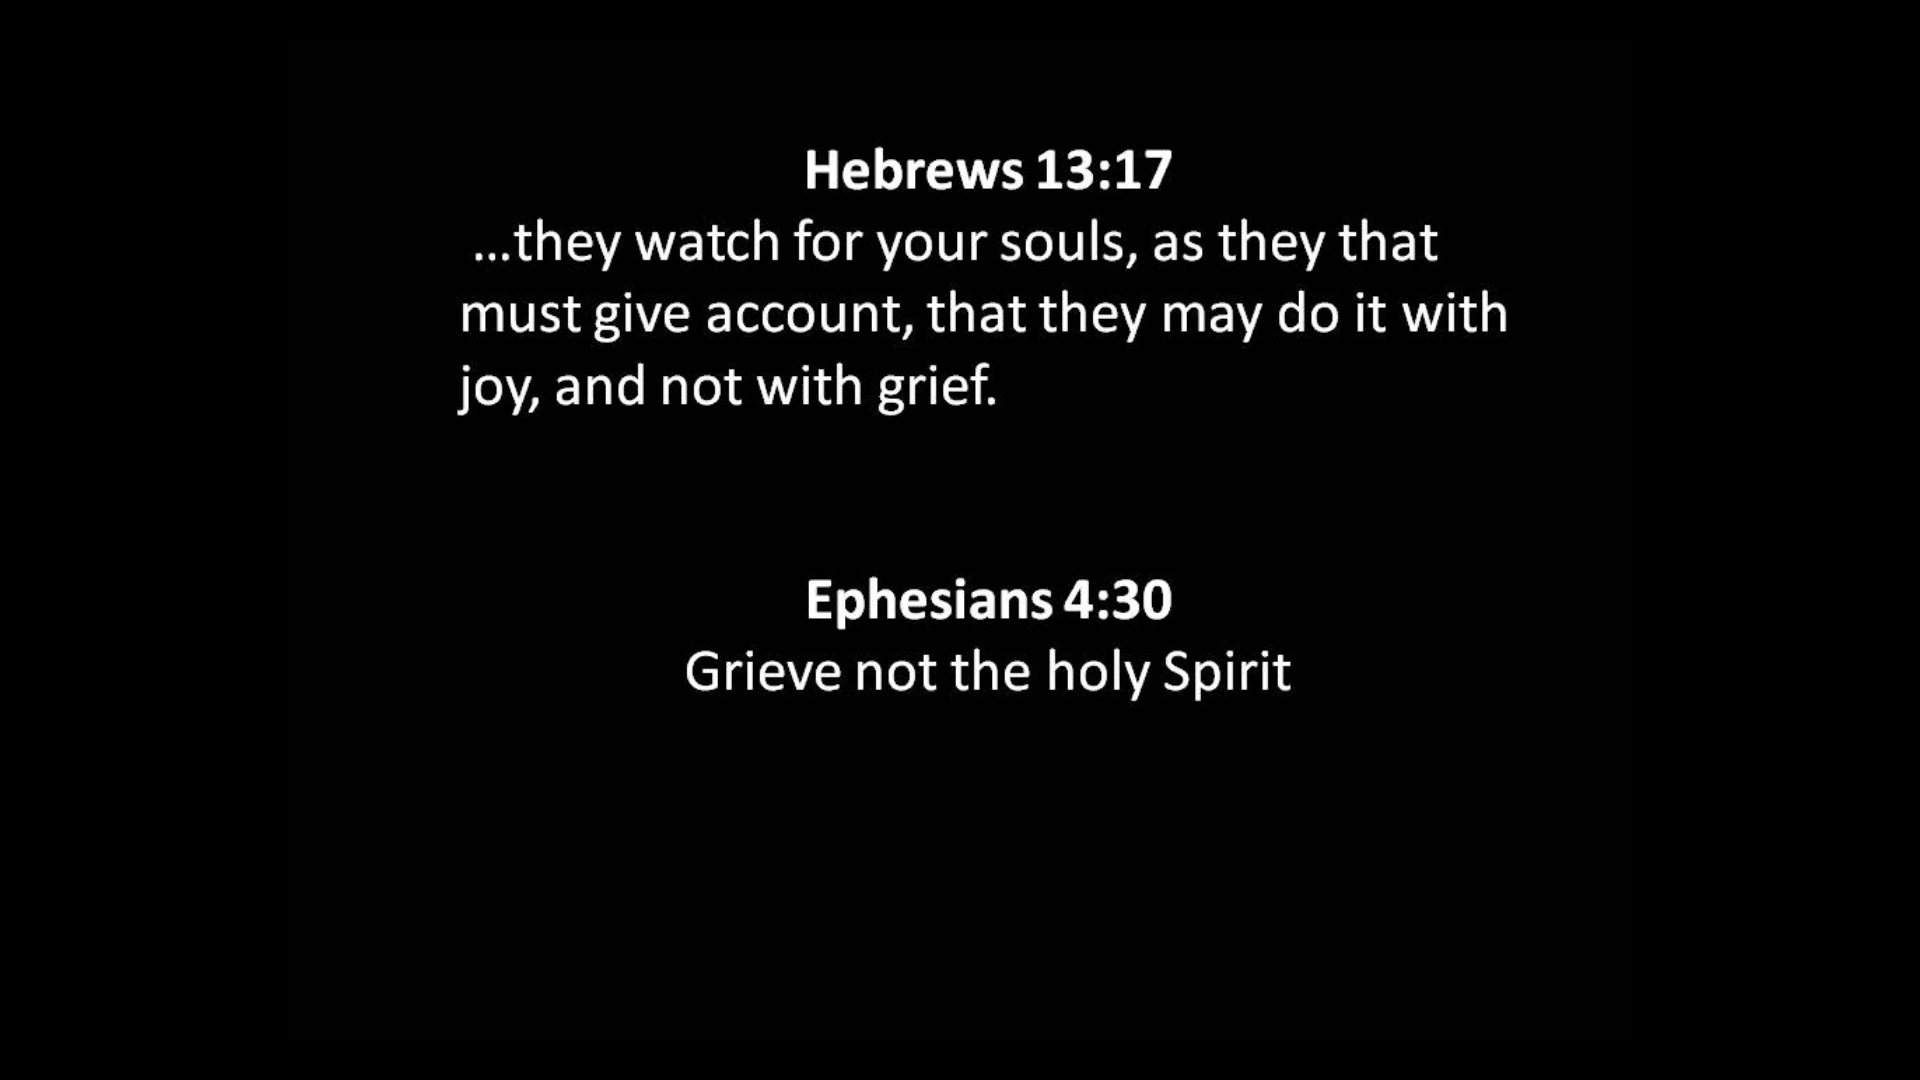 Hebrews 13:17
...they watch for your souls, as they that
must give account, that they may do it with
joy, and not with grief.
Ephesians 4:30
Grieve not the holy Spirit